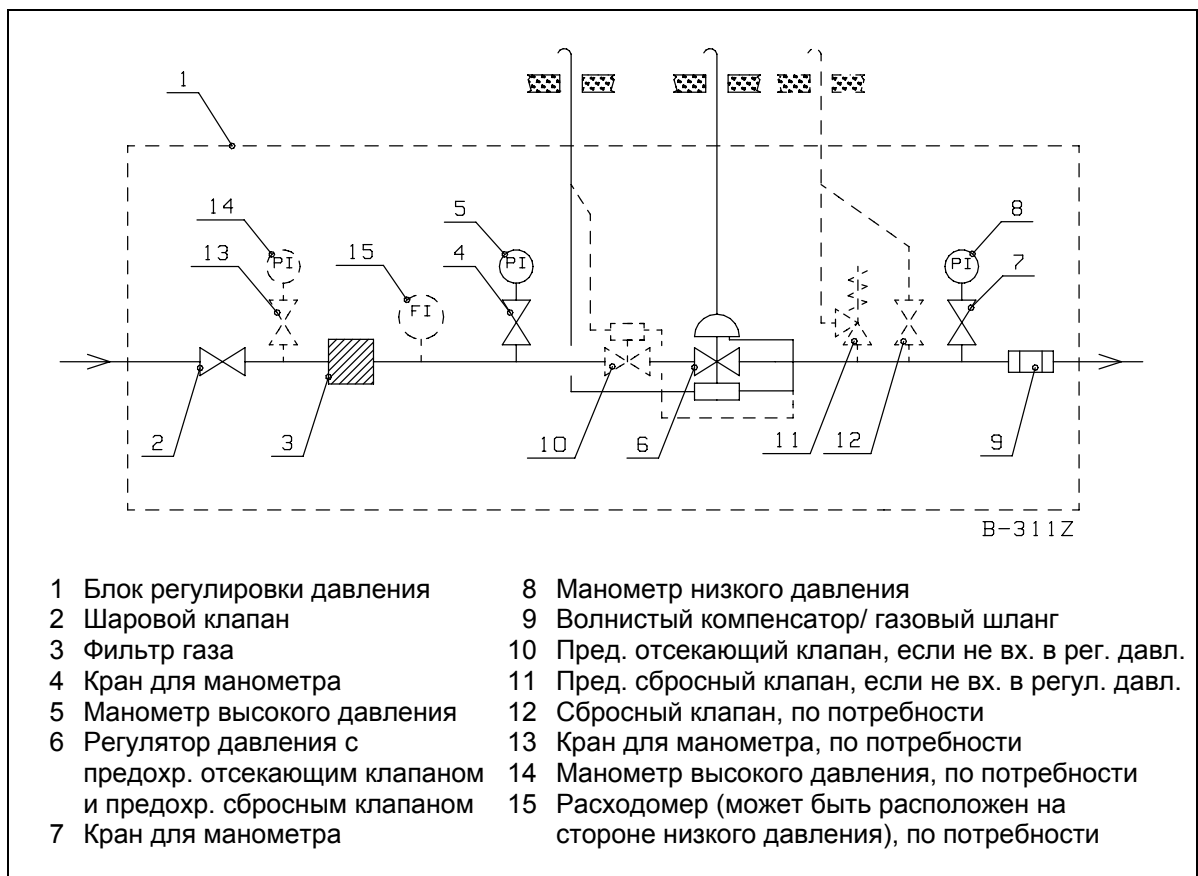 1
14
PI
13
15
FI
5
PI
4
8
PI
7
2
3
10
6
11
12
9
B-311Z
1 Блок регулировки давления
2 Шаровой клапан
3 Фильтр газа
4 Кран для манометра
5 Манометр высокого давления
6 Регулятор давления с
предохр. отсекающим клапаном
и предохр. сбросным клапаном
7 Кран для манометра
8 Манометр низкого давления
9 Волнистый компенсатор/ газовый шланг
10 Пред. отсекающий клапан, если не вх. в рег. давл.
11 Пред. сбросный клапан, если не вх. в регул. давл.
12 Сбросный клапан, по потребности
13 Кран для манометра, по потребности
14 Манометр высокого давления, по потребности
15 Расходомер (может быть расположен на
стороне низкого давления), по потребности